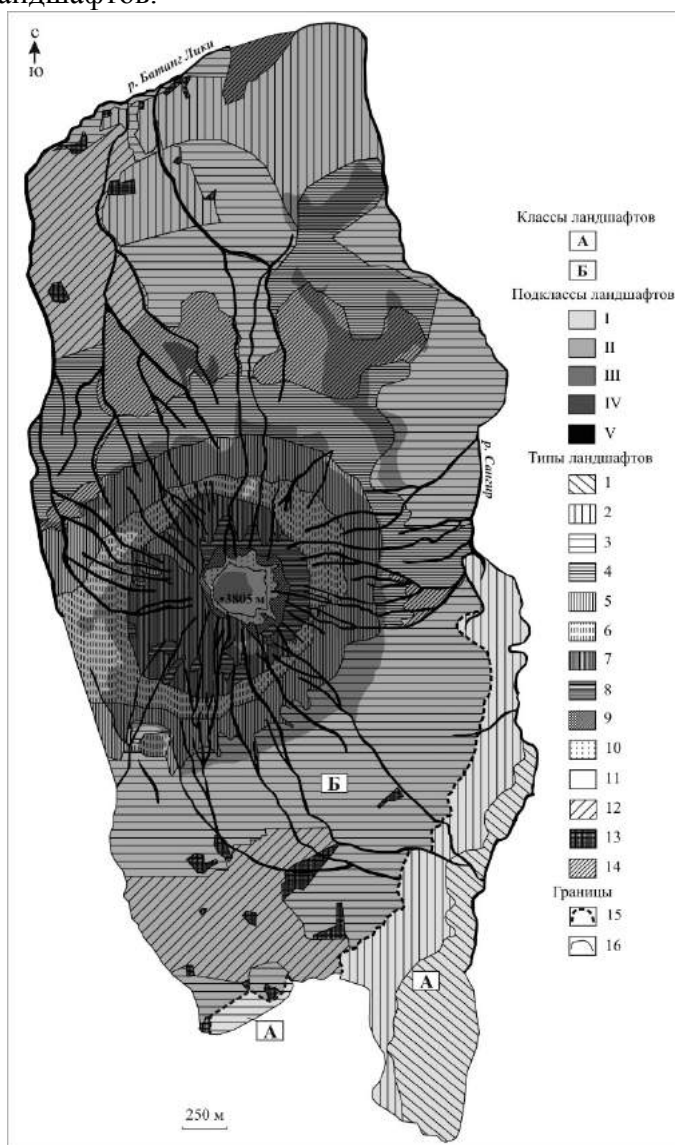 андшафтов.
С
Ю
р. Батанг Лики
Классы ландшафтов
А
Б
Подклассы ландшафтов
I
II
III
IV
V
Типы ландшафтов
р. Сангир
1
2
3
4
5
6
7
8
9
10
11
12
13
14
Границы
15
16
•3805 м
Б
А
А
250 м